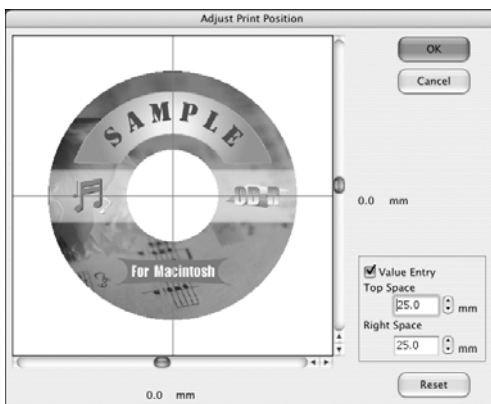 Adjust Print Position
OK
Cancel
SAMPLE
CD-R
For Macintosh
0.0 mm
Value Entry
Top Space
25.0 mm
Right Space
25.0 mm
0.0 mm
Reset